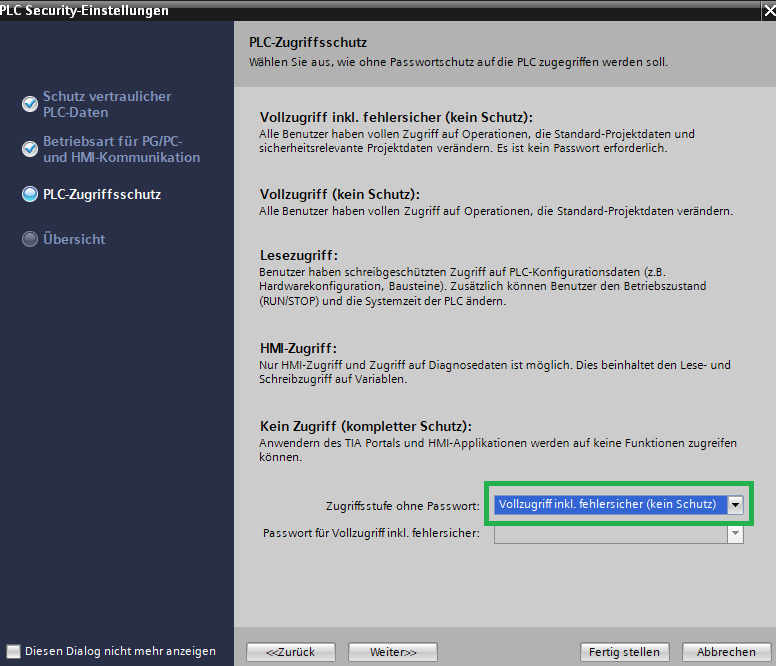 PLC Security-Einstellungen
Schutz vertraulicher
PLC-Daten
Betriebsart für PG/PC-
und HMI-Kommunikation
PLC-Zugriffsschutz
Übersicht
PLC-Zugriffsschutz
Wählen Sie aus, wie ohne Passwortschutz auf die PLC zugegriffen werden soll.
Vollzugriff inkl. fehlersicher (kein Schutz):
Alle Benutzer haben vollen Zugriff auf Operationen, die Standard-Projektdaten und
sicherheitsrelevante Projektdaten verändern. Es ist kein Passwort erforderlich.
Vollzugriff (kein Schutz):
Alle Benutzer haben vollen Zugriff auf Operationen, die Standard-Projektdaten verändern.
Lesezugriff:
Benutzer haben schreibgeschützten Zugriff auf PLC-Konfigurationsdaten (z.B.
Hardwarekonfiguration, Bausteine). Zusätzlich können Benutzer den Betriebszustand
(RUN/STOP) und die Systemzeit der PLC ändern.
HMI-Zugriff:
Nur HMI-Zugriff und Zugriff auf Diagnosedaten ist möglich. Dies beinhaltet den Lese- und
Schreibzugriff auf Variablen.
Kein Zugriff (kompletter Schutz):
Anwendern des TIA Portals und HMI-Applikationen werden auf keine Funktionen zugreifen
können.
Zugriffsstufe ohne Passwort: Vollzugriff inkl. fehlersicher (kein Schutz)
Passwort für Vollzugriff inkl. fehlersicher:
Diesen Dialog nicht mehr anzeigen
<<Zurück Weiter>> Fertig stellen Abbrechen